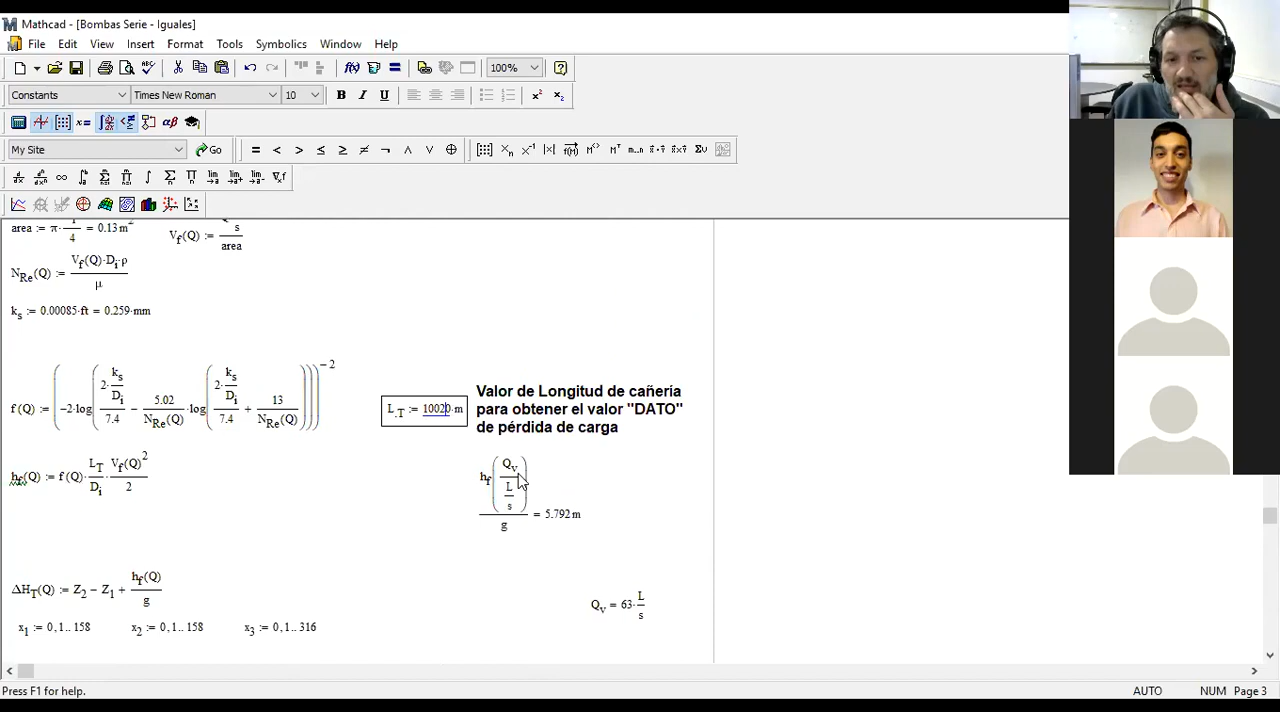 Mathcad - [Bombas Serie - Iguales]
File Edit View Insert Format Tools Symbolics Window Help
100%
Constants Times New Roman 10 B I U
My Site Go
area := π· 4 = 0.13 m² V_f(Q) := s / area
N_Re(Q) := V_f(Q)·D_i·ρ / μ
k_s := 0.00085·ft = 0.259·mm
f(Q) := (−2·log(2·k_s/D_i / 7.4 − 5.02 / N_Re(Q) ·log(2·k_s/D_i / 7.4 + 13 / N_Re(Q))))^−2
L_T := 10020·m
Valor de Longitud de cañería
para obtener el valor "DATO"
de pérdida de carga
h_f(Q) := f(Q)· L_T / D_i · V_f(Q)² / 2
h_f(Q_v / L/s) / g = 5.792 m
ΔH_T(Q) := Z_2 − Z_1 + h_f(Q) / g
Q_v = 63· L/s
x_1 := 0, 1.. 158 x_2 := 0, 1.. 158 x_3 := 0, 1.. 316
Press F1 for help. AUTO NUM Page 3